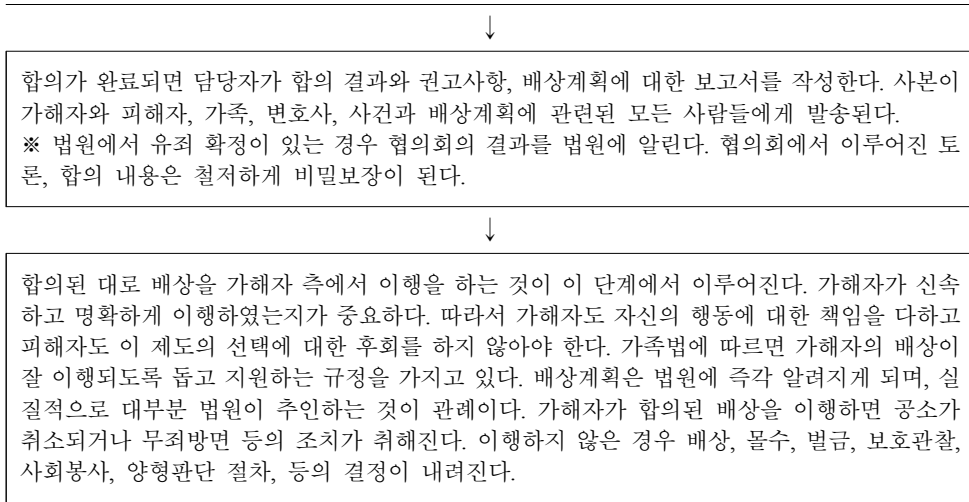 ↓
합의가 완료되면 담당자가 합의 결과와 권고사항, 배상계획에 대한 보고서를 작성한다. 사본이
가해자와 피해자, 가족, 변호사, 사건과 배상계획에 관련된 모든 사람들에게 발송된다.
※ 법원에서 유죄 확정이 있는 경우 협의회의 결과를 법원에 알린다. 협의회에서 이루어진 토
론, 합의 내용은 철저하게 비밀보장이 된다.
↓
합의된 대로 배상을 가해자 측에서 이행을 하는 것이 이 단계에서 이루어진다. 가해자가 신속
하고 명확하게 이행하였는지가 중요하다. 따라서 가해자도 자신의 행동에 대한 책임을 다하고
피해자도 이 제도의 선택에 대한 후회를 하지 않아야 한다. 가족법에 따르면 가해자의 배상이
잘 이행되도록 돕고 지원하는 규정을 가지고 있다. 배상계획은 법원에 즉각 알려지게 되며, 실
질적으로 대부분 법원이 추인하는 것이 관례이다. 가해자가 합의된 배상을 이행하면 공소가
취소되거나 무죄방면 등의 조치가 취해진다. 이행하지 않은 경우 배상, 몰수, 벌금, 보호관찰,
사회봉사, 양형판단 절차, 등의 결정이 내려진다.